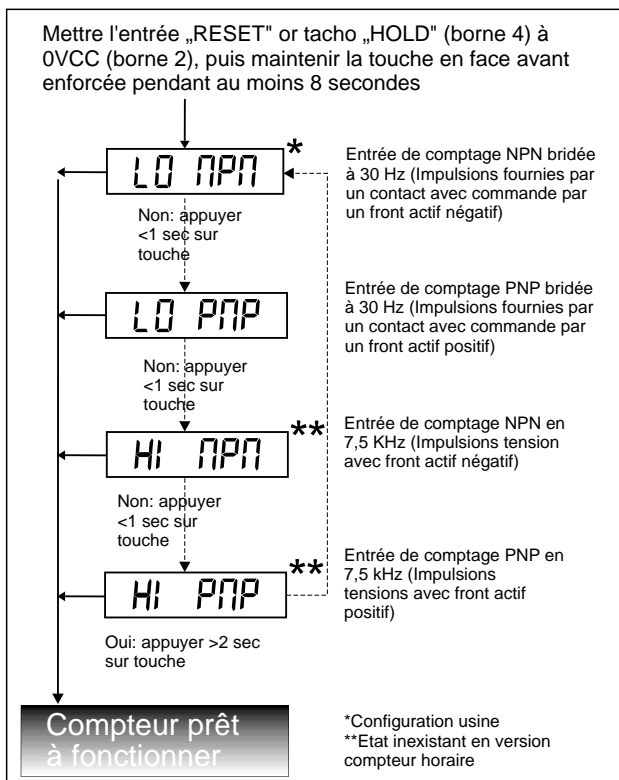 Mettre l'entrée „RESET" or tacho „HOLD" (borne 4) à
0VCC (borne 2), puis maintenir la touche en face avant
enforcée pendant au moins 8 secondes
LO NPN
*
Entrée de comptage NPN bridée
à 30 Hz (Impulsions fournies par
un contact avec commande par
un front actif négatif)
Non: appuyer
<1 sec sur
touche
LO PNP
Entrée de comptage PNP bridée
à 30 Hz (Impulsions fournies par
un contact avec commande par
un front actif positif)
Non: appuyer
<1 sec sur
touche
HI NPN
**
Entrée de comptage NPN en
7,5 KHz (Impulsions tension
avec front actif négatif)
Non: appuyer
<1 sec sur
touche
HI PNP
**
Entrée de comptage PNP en
7,5 kHz (Impulsions
tensions avec front actif
positif)
Oui: appuyer >2 sec
sur touche
Compteur prêt
à fonctionner
*Configuration usine
**Etat inexistant en version
compteur horaire